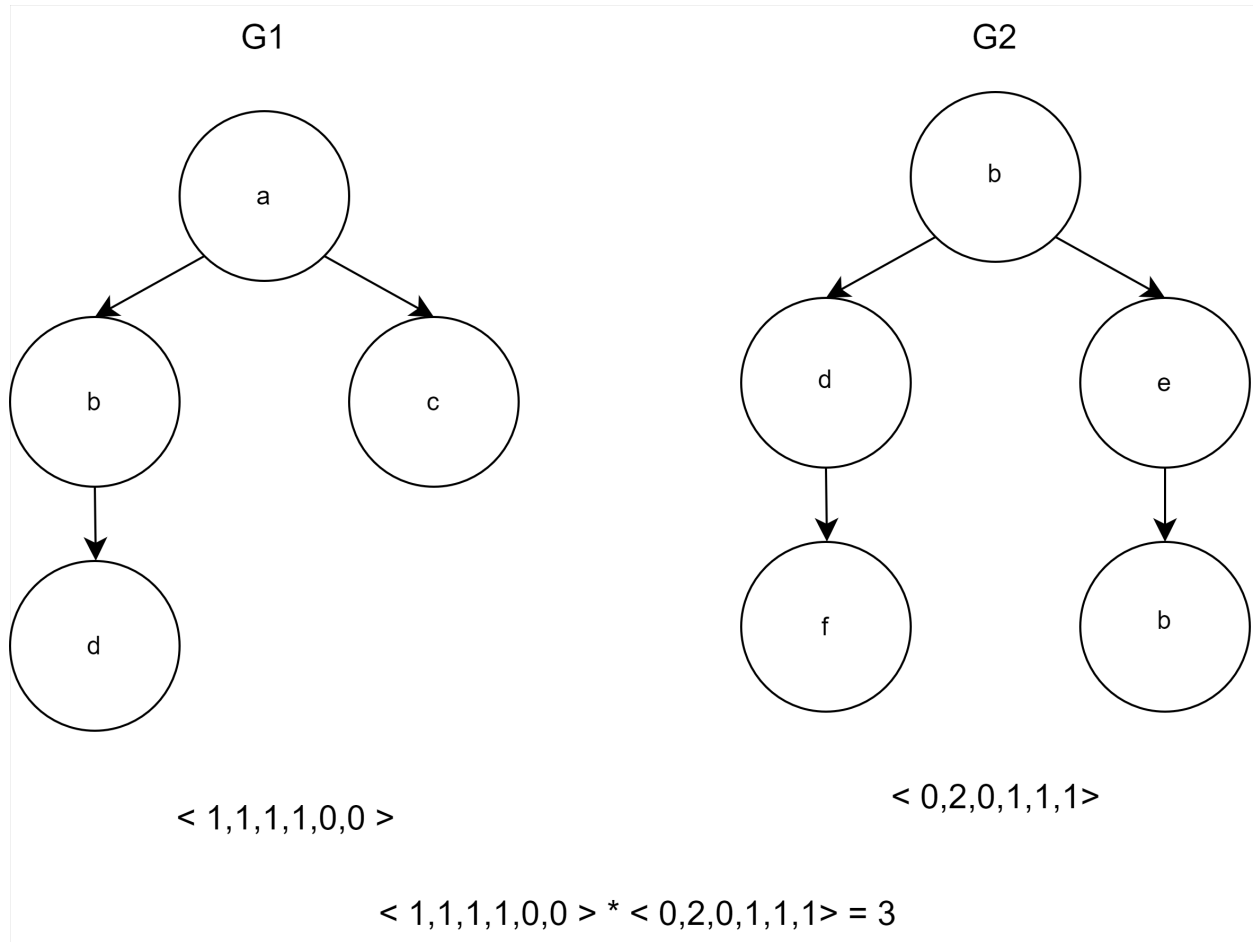 G1
G2
a
b
b
c
d
e
d
f
b
< 1,1,1,1,0,0 >
< 0,2,0,1,1,1>
< 1,1,1,1,0,0 > * < 0,2,0,1,1,1> = 3